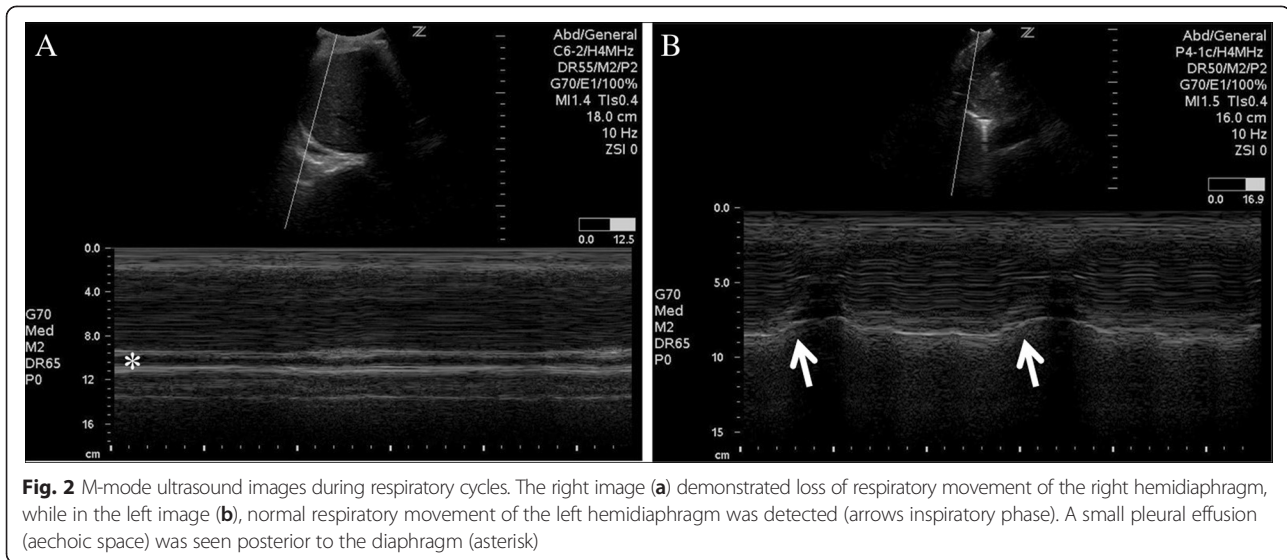 A
Z
Abd/General
C6-2/H4MHz
DR55/M2/P2
G70/E1/100%
MI1.4 TIs0.4
18.0 cm
10 Hz
ZSI 0
0.0 12.5
0.0
4.0
8.0
12
16
cm
G70
Med
M2
DR65
P0
*
B
Z
Abd/General
P4-1c/H4MHz
DR50/M2/P2
G70/E1/100%
MI1.5 TIs0.4
16.0 cm
10 Hz
ZSI 0
0.0 16.9
0.0
5.0
10
15
cm
G70
Med
M2
DR65
P0
Fig. 2 M-mode ultrasound images during respiratory cycles. The right image (a) demonstrated loss of respiratory movement of the right hemidiaphragm,
while in the left image (b), normal respiratory movement of the left hemidiaphragm was detected (arrows inspiratory phase). A small pleural effusion
(aechoic space) was seen posterior to the diaphragm (asterisk)